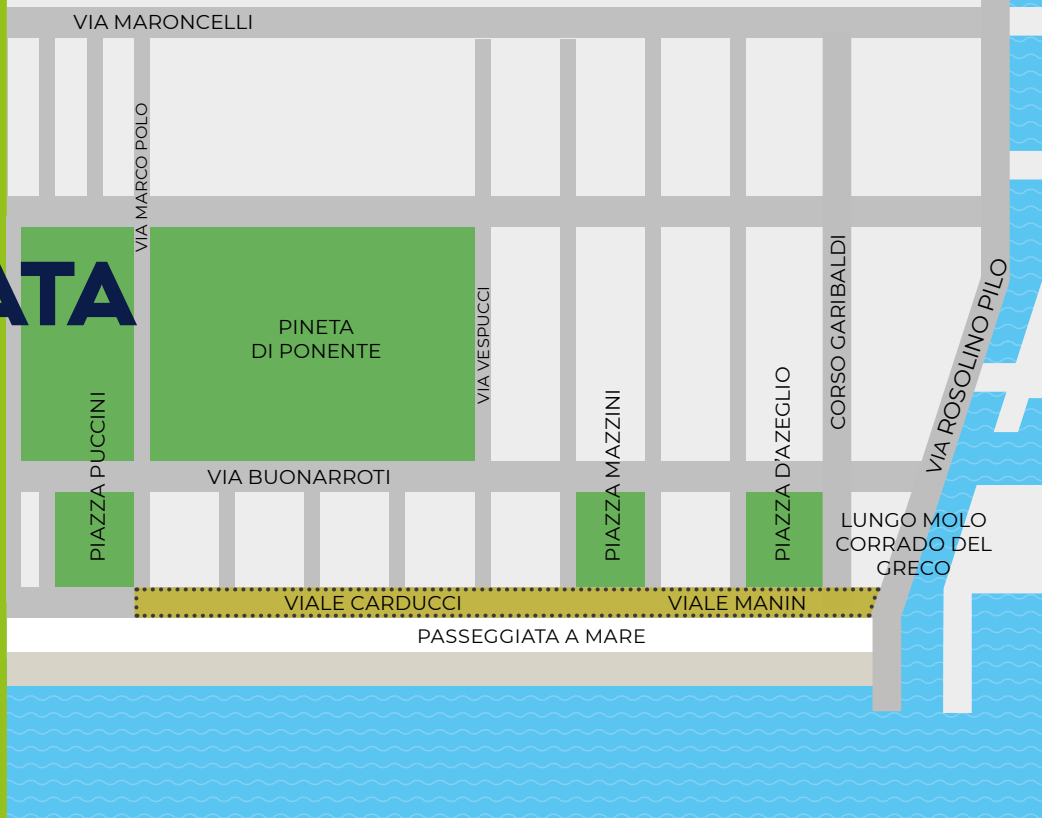 VIA MARONCELLI
VIA MARCO POLO
ATA
PINETA
DI PONENTE
VIA VESPUCCI
CORSO GARIBALDI
VIA ROSOLINO PILO
PIAZZA PUCCINI
VIA BUONARROTI
PIAZZA MAZZINI
PIAZZA D'AZEGLIO
LUNGO MOLO
CORRADO DEL
GRECO
VIALE CARDUCCI
VIALE MANIN
PASSEGGIATA A MARE